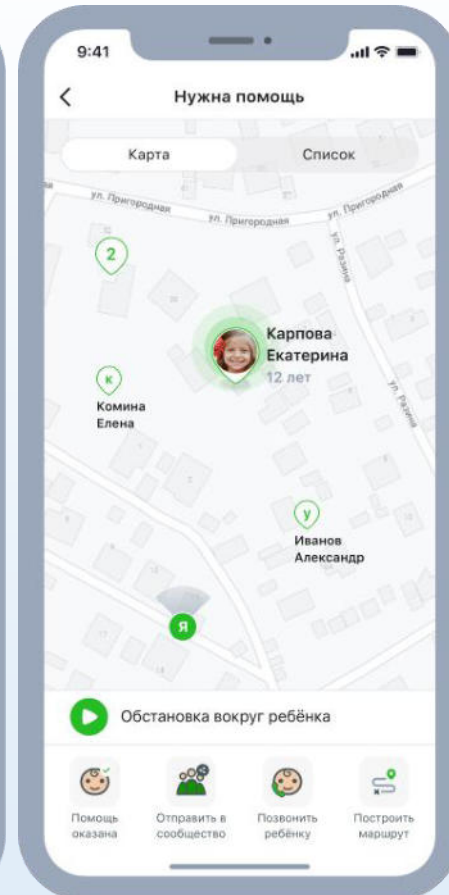 9:41
Нужна помощь
Карта
Список
ул. Пригородная
ул. Пригородная
ул. Пригородная
ул. Разина
2
Карпова
Екатерина
12 лет
ул. Разина
К
Комина
Елена
У
Иванов
Александр
Я
Обстановка вокруг ребёнка
Помощь
оказана
Отправить в
сообщество
Позвонить
ребёнку
Построить
маршрут